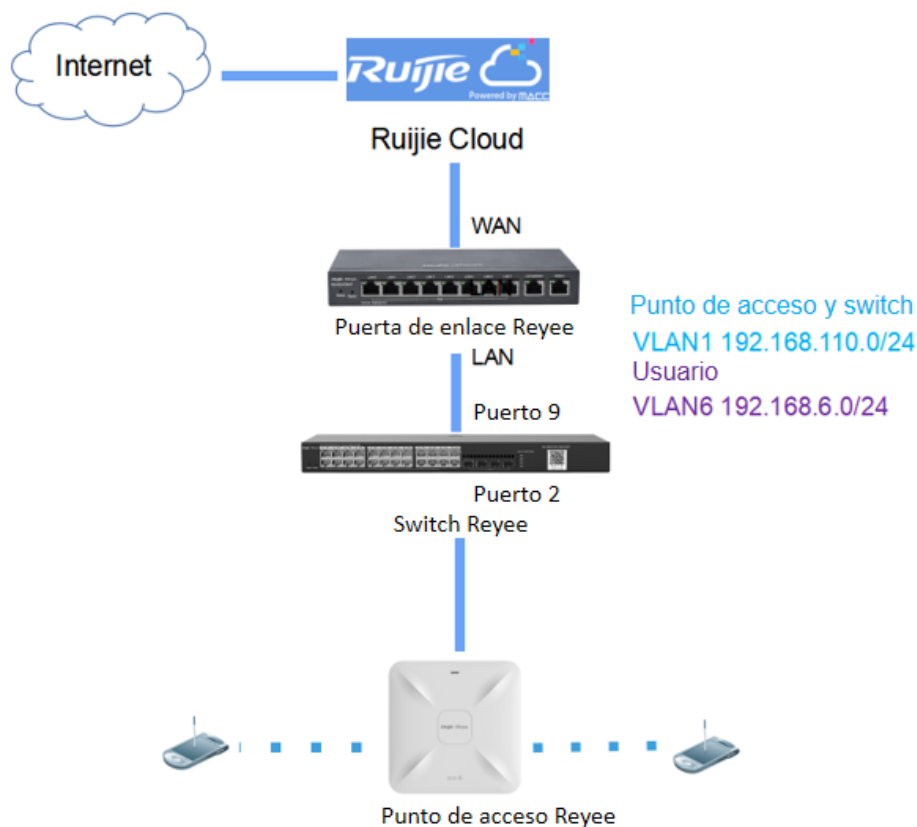 Internet
Ruijie
Powered by MACC
Ruijie Cloud
WAN
Puerta de enlace Reyee
LAN
Punto de acceso y switch
VLAN1 192.168.110.0/24
Usuario
VLAN6 192.168.6.0/24
Puerto 9
Puerto 2
Switch Reyee
Punto de acceso Reyee